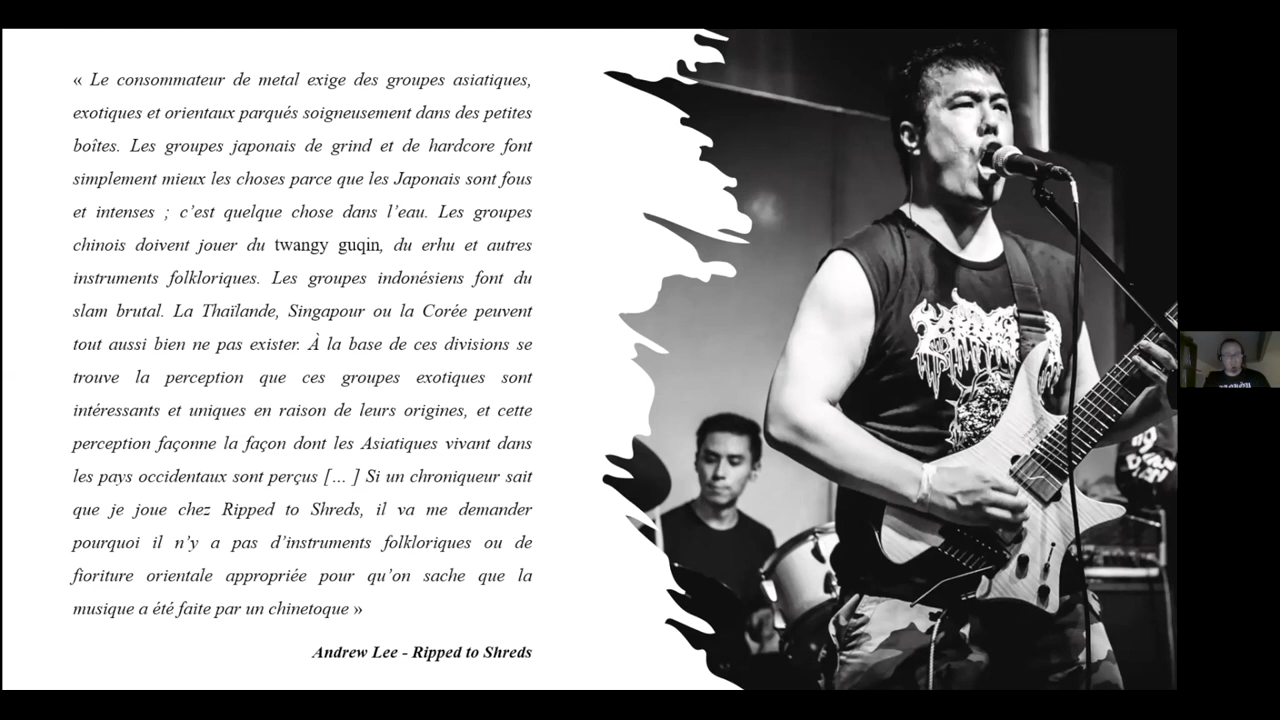 « Le consommateur de metal exige des groupes asiatiques,
exotiques et orientaux parqués soigneusement dans des petites
boîtes. Les groupes japonais de grind et de hardcore font
simplement mieux les choses parce que les Japonais sont fous
et intenses ; c’est quelque chose dans l’eau. Les groupes
chinois doivent jouer du twangy guqin, du erhu et autres
instruments folkloriques. Les groupes indonésiens font du
slam brutal. La Thaïlande, Singapour ou la Corée peuvent
tout aussi bien ne pas exister. À la base de ces divisions se
trouve la perception que ces groupes exotiques sont
intéressants et uniques en raison de leurs origines, et cette
perception façonne la façon dont les Asiatiques vivant dans
les pays occidentaux sont perçus [… ] Si un chroniqueur sait
que je joue chez Ripped to Shreds, il va me demander
pourquoi il n’y a pas d’instruments folkloriques ou de
fioriture orientale appropriée pour qu’on sache que la
musique a été faite par un chinetoque »
Andrew Lee - Ripped to Shreds